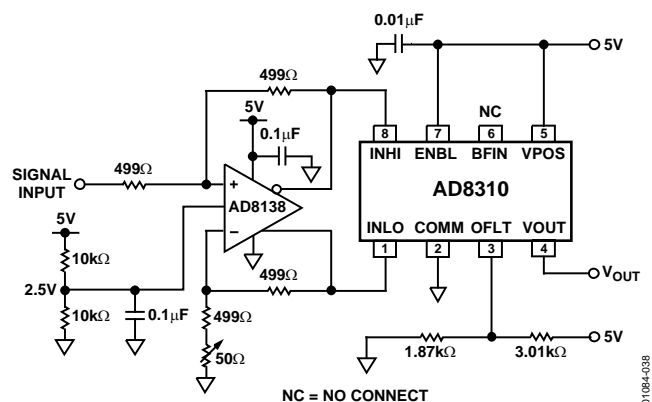 0.01μF
5V
499Ω
5V
0.1μF
NC
8 7 6 5
INHI ENBL BFIN VPOS
SIGNAL
INPUT
499Ω
+
AD8138
−
AD8310
5V
10kΩ
2.5V
10kΩ
0.1μF
499Ω
499Ω
50Ω
INLO COMM OFLT VOUT
1 2 3 4
VOUT
5V
1.87kΩ
3.01kΩ
NC = NO CONNECT
01084-038